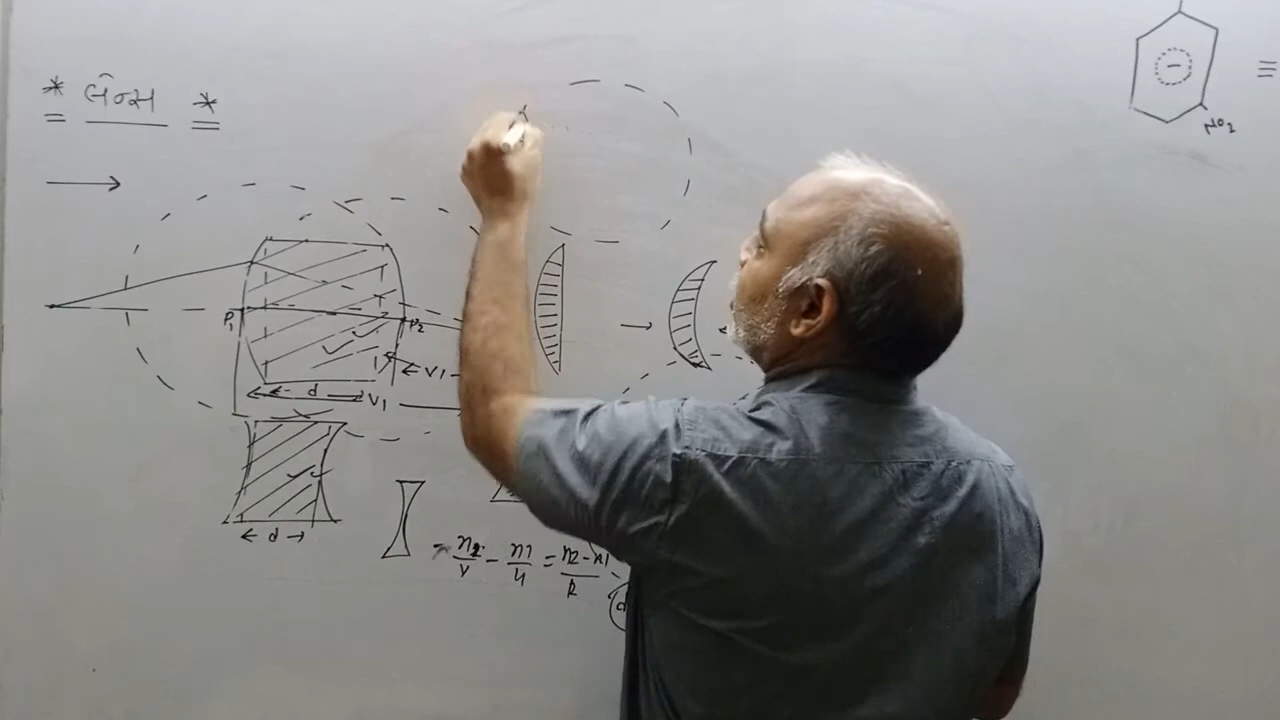 * લેન્સ *
NO2
≡
P1
P2
V1
d
V1
d
n2/v - n1/u = n2-n1/R